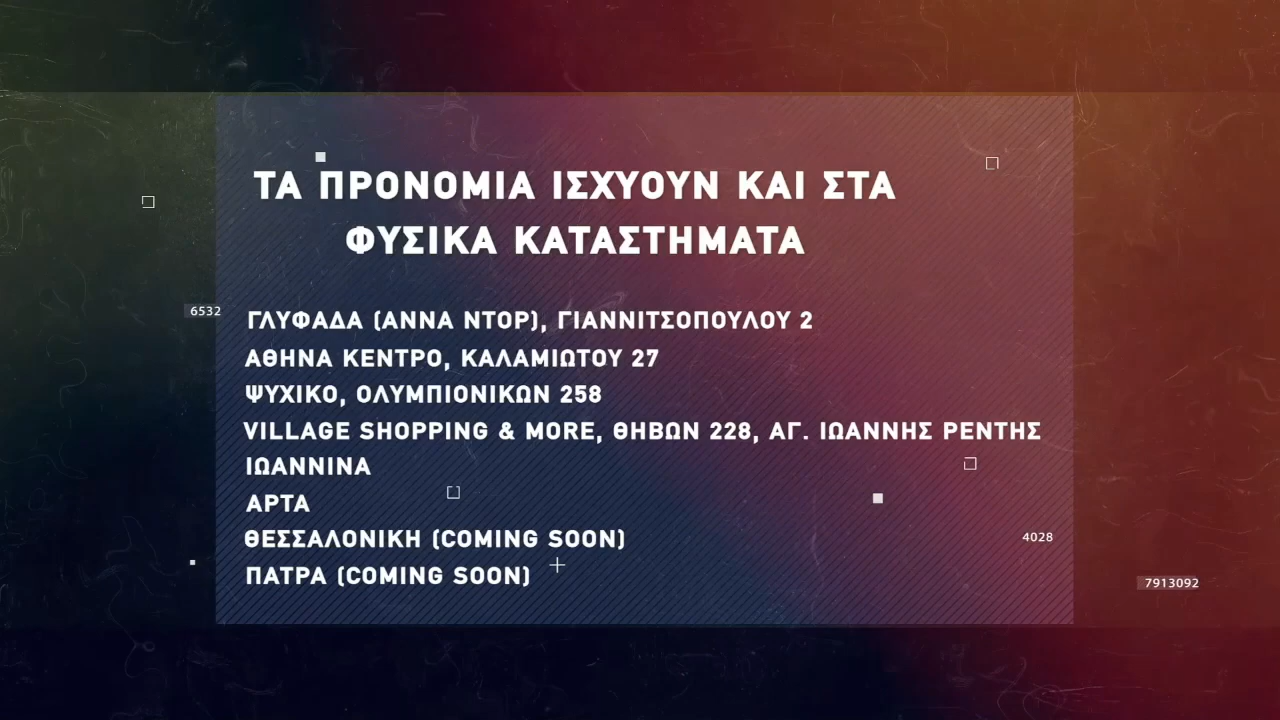 ΤΑ ΠΡΟΝΟΜΙΑ ΙΣΧΥΟΥΝ ΚΑΙ ΣΤΑ
ΦΥΣΙΚΑ ΚΑΤΑΣΤΗΜΑΤΑ
6532
ΓΛΥΦΑΔΑ (ΑΝΝΑ ΝΤΟΡ), ΓΙΑΝΝΙΤΣΟΠΟΥΛΟΥ 2
ΑΘΗΝΑ ΚΕΝΤΡΟ, ΚΑΛΑΜΙΩΤΟΥ 27
ΨΥΧΙΚΟ, ΟΛΥΜΠΙΟΝΙΚΩΝ 258
VILLAGE SHOPPING & MORE, ΘΗΒΩΝ 228, ΑΓ. ΙΩΑΝΝΗΣ ΡΕΝΤΗΣ
ΙΩΑΝΝΙΝΑ
ΑΡΤΑ
ΘΕΣΣΑΛΟΝΙΚΗ (COMING SOON)
4028
ΠΑΤΡΑ (COMING SOON)
7913092